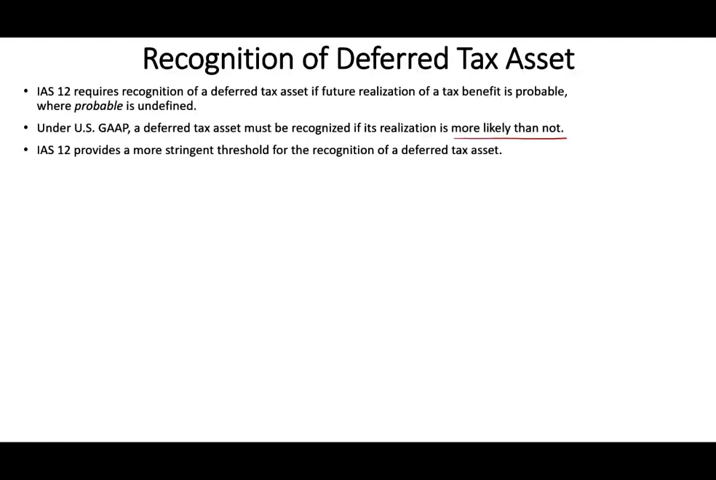 Recognition of Deferred Tax Asset
• IAS 12 requires recognition of a deferred tax asset if future realization of a tax benefit is probable,
where probable is undefined.
• Under U.S. GAAP, a deferred tax asset must be recognized if its realization is more likely than not.
• IAS 12 provides a more stringent threshold for the recognition of a deferred tax asset.